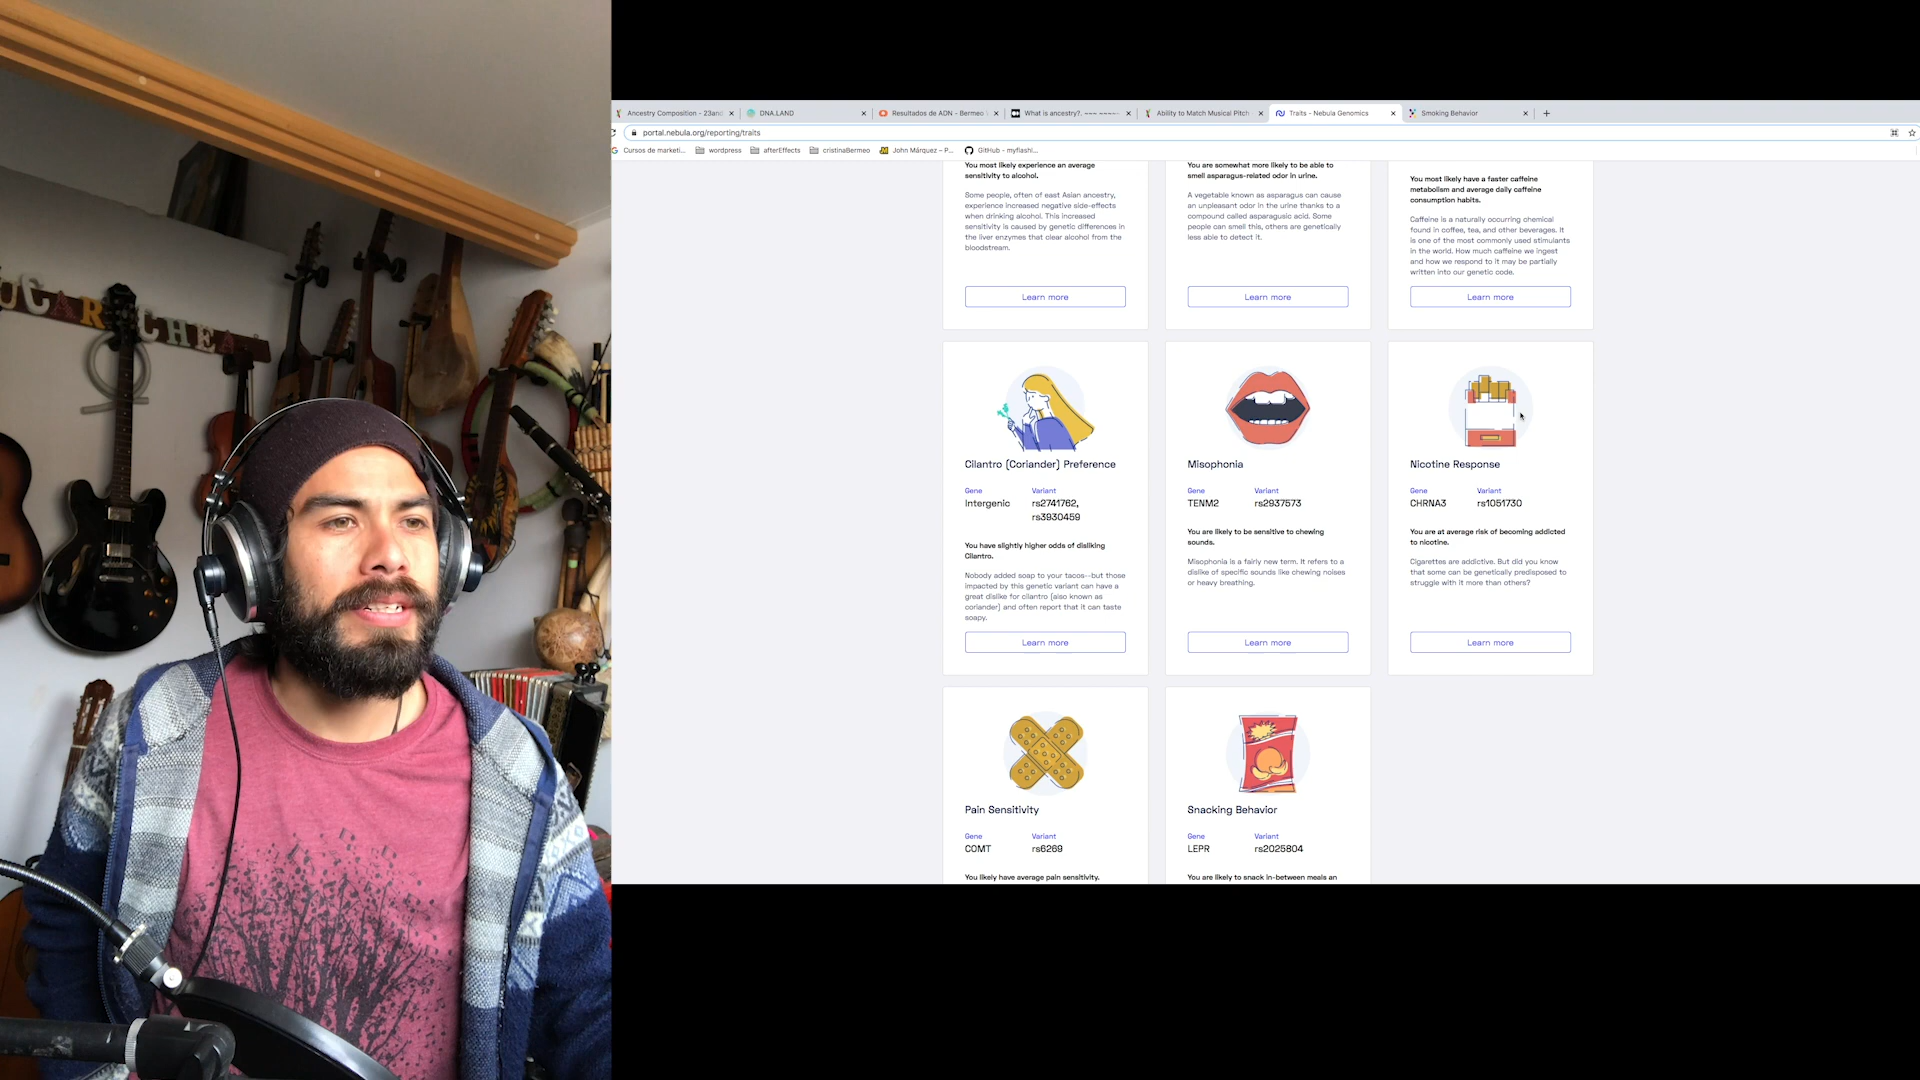 UCAR
CHEA
Ancestry Composition - 23and
DNA.LAND
Resultados de ADN - Bermeo
What is ancestry?. ~~~ ~~~~~
Ability to Match Musical Pitch
Traits - Nebula Genomics
Smoking Behavior
portal.nebula.org/reporting/traits
Cursos de marketi...
wordpress
afterEffects
cristinaBermeo
John Márquez – P...
GitHub - myflashi...
You most likely experience an average
sensitivity to alcohol.
Some people, often of east Asian ancestry,
experience increased negative side-effects
when drinking alcohol. This increased
sensitivity is caused by genetic differences in
the liver enzymes that clear alcohol from the
bloodstream.
Learn more
You are somewhat more likely to be able to
smell asparagus-related odor in urine.
A vegetable known as asparagus can cause
an unpleasant odor in the urine thanks to a
compound called asparagusic acid. Some
people can smell this, others are genetically
less able to detect it.
Learn more
You most likely have a faster caffeine
metabolism and average daily caffeine
consumption habits.
Caffeine is a naturally occurring chemical
found in coffee, tea, and other beverages. It
is one of the most commonly used stimulants
in the world. How much caffeine we ingest
and how we respond to it may be partially
written into our genetic code.
Learn more
Cilantro (Coriander) Preference
Gene Variant
Intergenic rs2741762,
rs3930459
You have slightly higher odds of disliking
Cilantro.
Nobody added soap to your tacos--but those
impacted by this genetic variant can have a
great dislike for cilantro (also known as
coriander) and often report that it can taste
soapy.
Learn more
Misophonia
Gene Variant
TENM2 rs2937573
You are likely to be sensitive to chewing
sounds.
Misophonia is a fairly new term. It refers to a
dislike of specific sounds like chewing noises
or heavy breathing.
Learn more
Nicotine Response
Gene Variant
CHRNA3 rs1051730
You are at average risk of becoming addicted
to nicotine.
Cigarettes are addictive. But did you know
that some can be genetically predisposed to
struggle with it more than others?
Learn more
Pain Sensitivity
Gene Variant
COMT rs6269
You likely have average pain sensitivity.
Snacking Behavior
Gene Variant
LEPR rs2025804
You are likely to snack in-between meals an